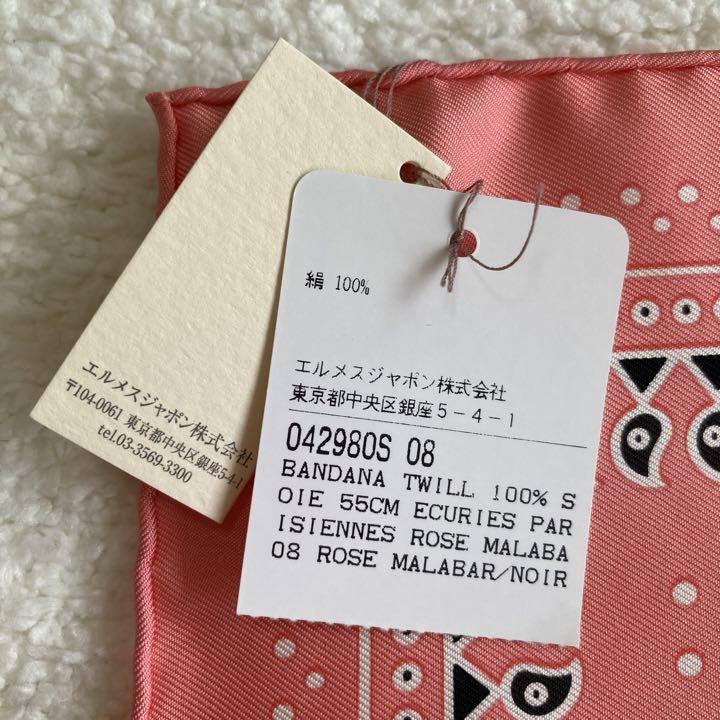 エルメスジャポン株式会社
〒104-0061 東京都中央区銀座5-4-1
tel.03-3569-3300
絹 100%
エルメスジャポン株式会社
東京都中央区銀座5-4-1
042980S 08
BANDANA TWILL 100% S
OIE 55CM ECURIES PAR
ISIENNES ROSE MALABA
08 ROSE MALABAR/NOIR